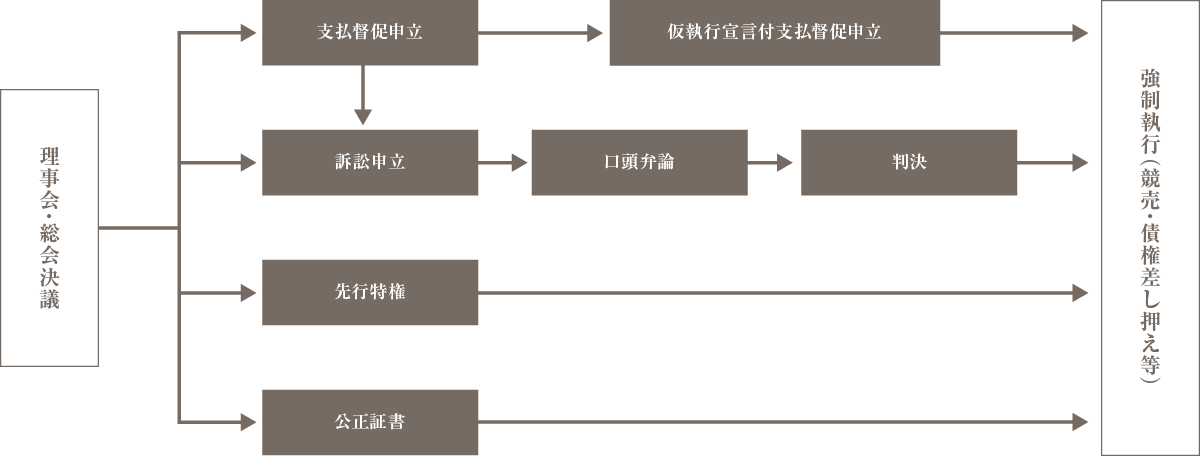 理事会・総会決議
支払督促申立
仮執行宣言付支払督促申立
訴訟申立
口頭弁論
判決
先行特権
公正証書
強制執行(競売・債権差し押え等)